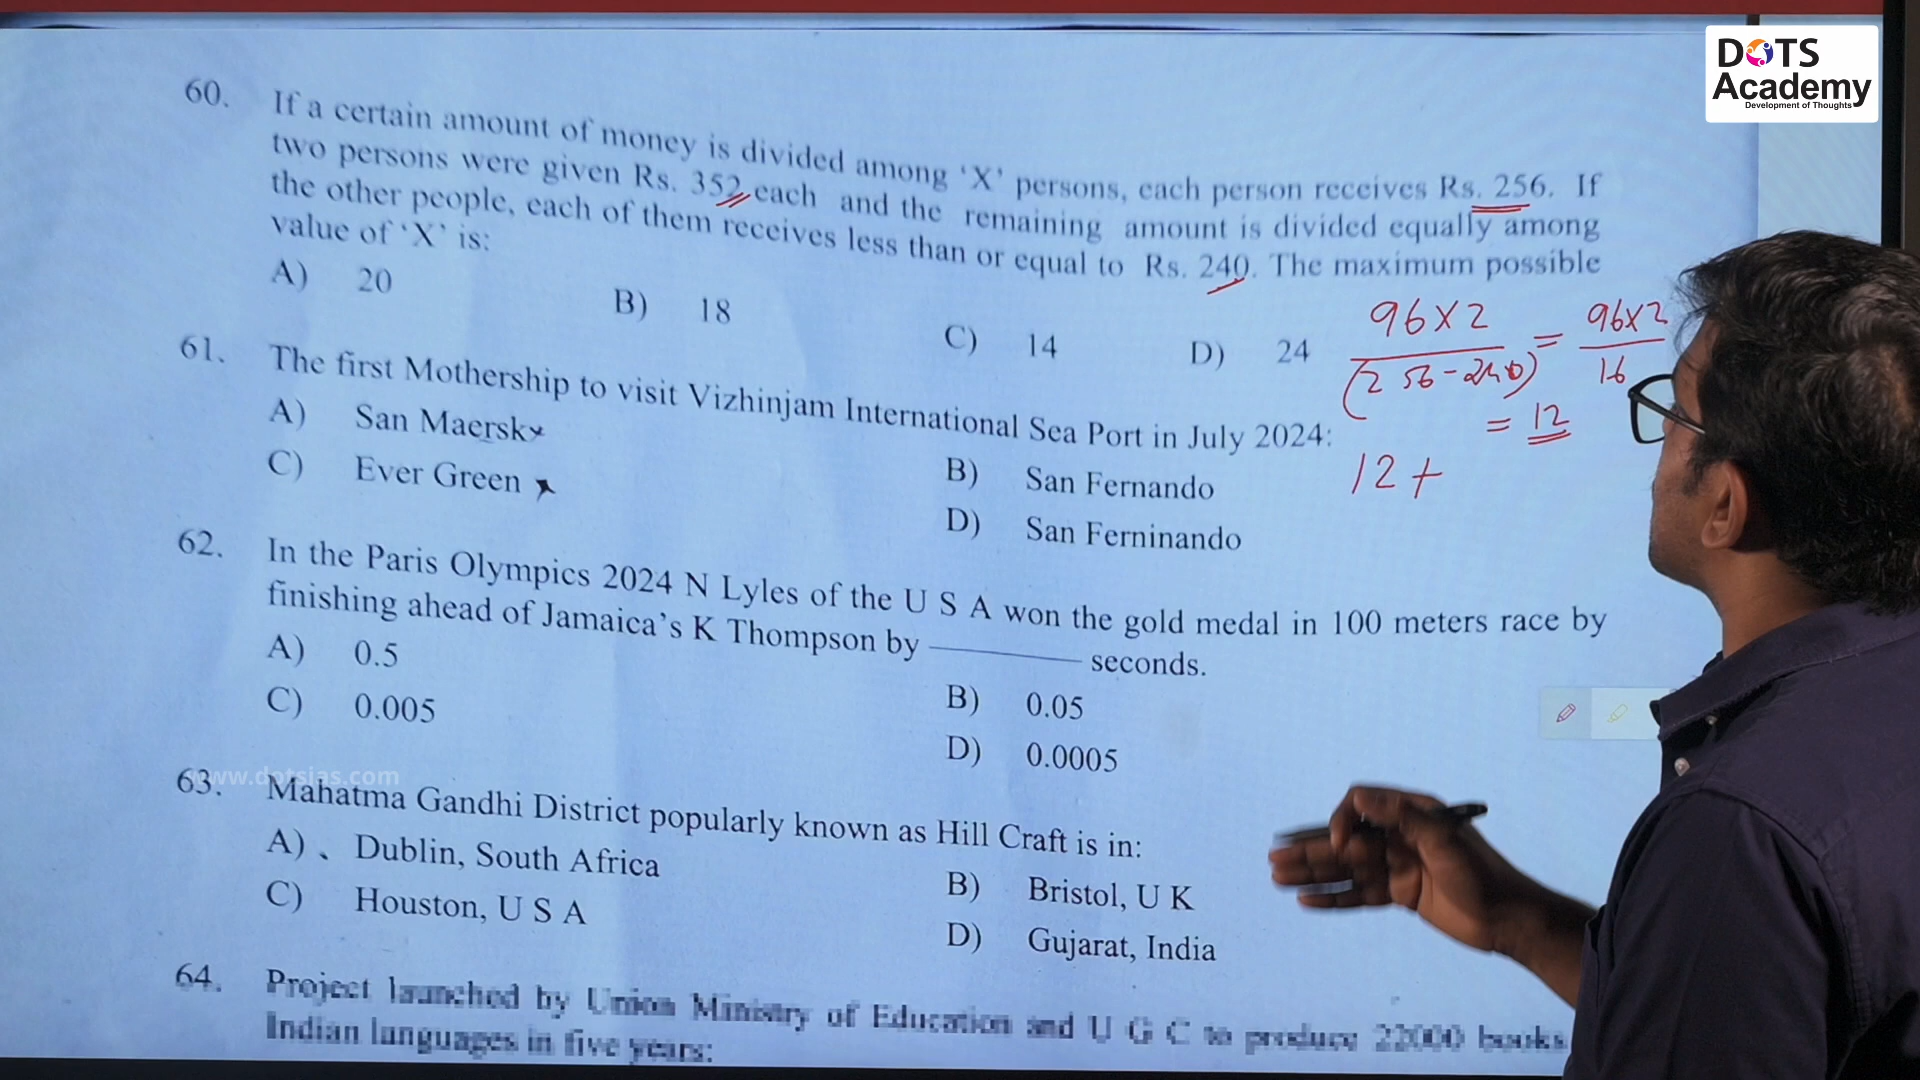 DOTS
Academy
Development of Thoughts
60. If a certain amount of money is divided among 'X' persons, each person receives Rs. 256. If
two persons were given Rs. 352 each and the remaining amount is divided equally among
the other people, each of them receives less than or equal to Rs. 240. The maximum possible
value of 'X' is:
A) 20 B) 18 C) 14 D) 24
96×2 / (256-240) = 96×2 / 16
= 12
12+
61. The first Mothership to visit Vizhinjam International Sea Port in July 2024:
A) San Maersk B) San Fernando
C) Ever Green D) San Ferninando
62. In the Paris Olympics 2024 N Lyles of the U S A won the gold medal in 100 meters race by
finishing ahead of Jamaica's K Thompson by ________ seconds.
A) 0.5 B) 0.05
C) 0.005 D) 0.0005
www.dotsias.com
63. Mahatma Gandhi District popularly known as Hill Craft is in:
A) Dublin, South Africa B) Bristol, U K
C) Houston, U S A D) Gujarat, India
64. Project launched by Union Ministry of Education and U G C to produce 22000 books
Indian languages in five years: